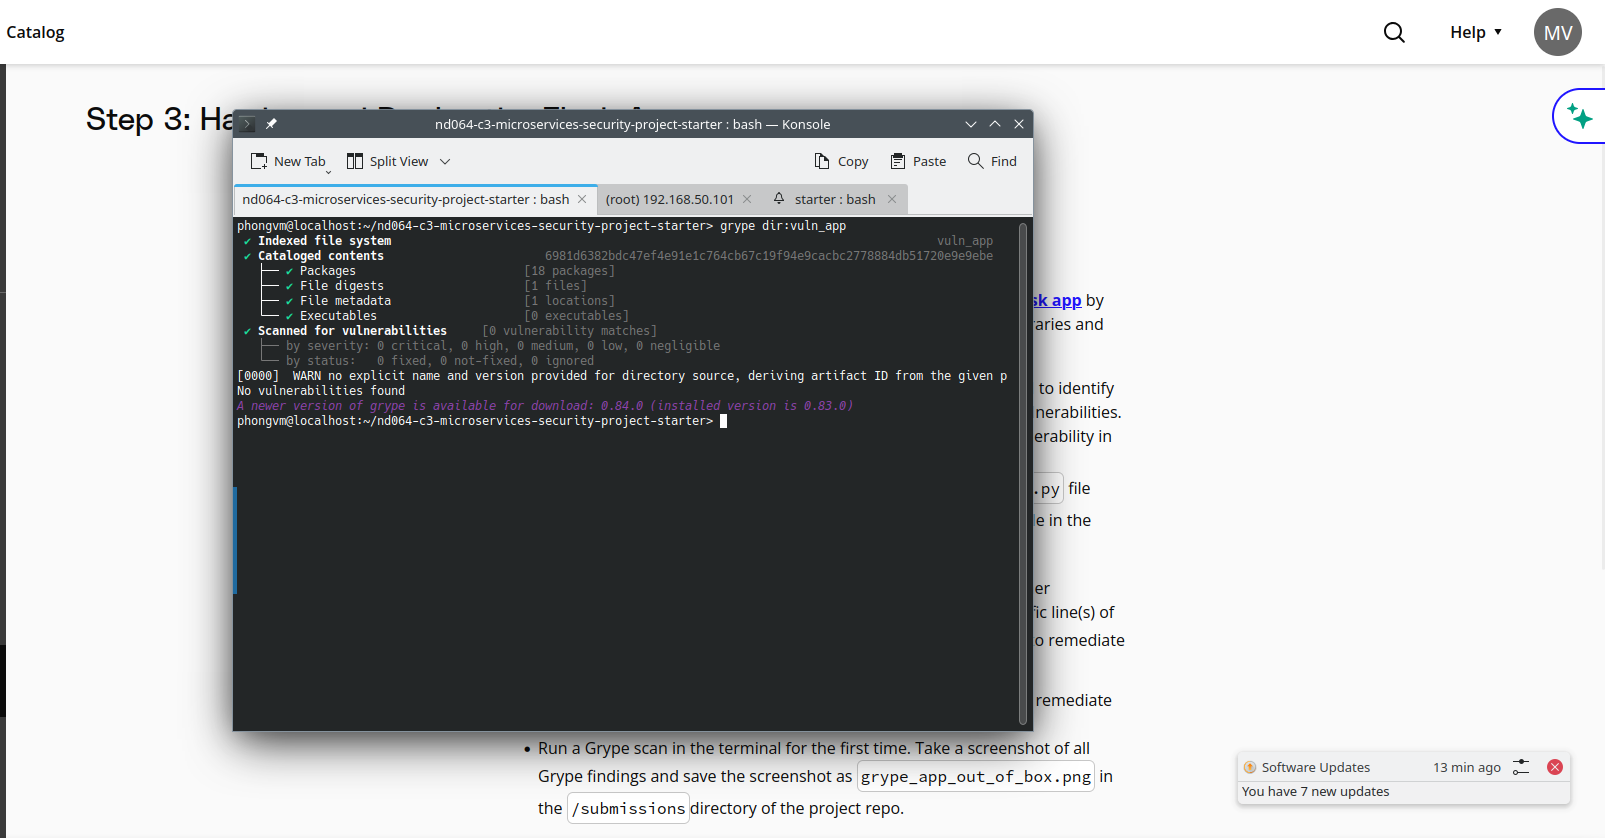 Catalog
Help
MV
Step 3: Ha
nd064-c3-microservices-security-project-starter : bash — Konsole
New Tab
Split View
Copy
Paste
Find
nd064-c3-microservices-security-project-starter : bash
(root) 192.168.50.101
starter : bash
phongvm@localhost:~/nd064-c3-microservices-security-project-starter> grype dir:vuln_app
✔ Indexed file system vuln_app
✔ Cataloged contents 6981d6382bdc47ef4e91e1c764cb67c19f94e9cacbc2778884db51720e9e9ebe
├── ✔ Packages [18 packages]
├── ✔ File digests [1 files]
├── ✔ File metadata [1 locations]
└── ✔ Executables [0 executables]
✔ Scanned for vulnerabilities [0 vulnerability matches]
├── by severity: 0 critical, 0 high, 0 medium, 0 low, 0 negligible
└── by status: 0 fixed, 0 not-fixed, 0 ignored
[0000] WARN no explicit name and version provided for directory source, deriving artifact ID from the given p
No vulnerabilities found
A newer version of grype is available for download: 0.84.0 (installed version is 0.83.0)
phongvm@localhost:~/nd064-c3-microservices-security-project-starter>
sk app by
raries and
to identify
nerabilities.
erability in
.py file
le in the
er
fic line(s) of
o remediate
remediate
• Run a Grype scan in the terminal for the first time. Take a screenshot of all
Grype findings and save the screenshot as grype_app_out_of_box.png in
the /submissions directory of the project repo.
Software Updates
13 min ago
You have 7 new updates